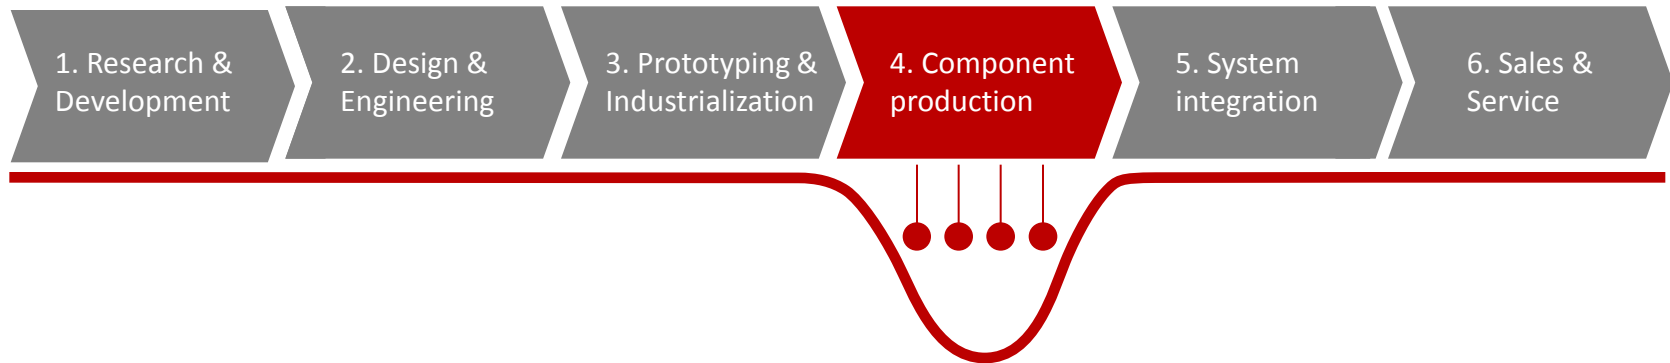 1. Research &
Development
2. Design &
Engineering
3. Prototyping &
Industrialization
4. Component
production
5. System
integration
6. Sales &
Service